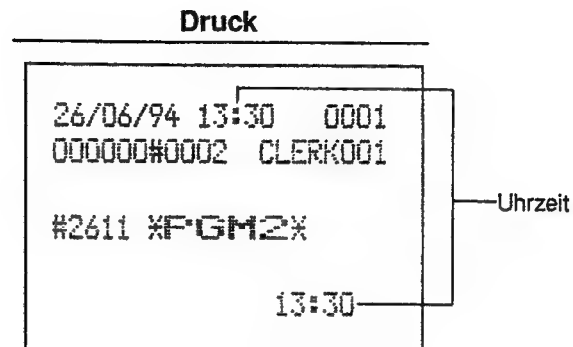 Druck
26/06/94 13:30 0001
000000#0002 CLERK001
#2611 *PGM2*
Uhrzeit
13:30